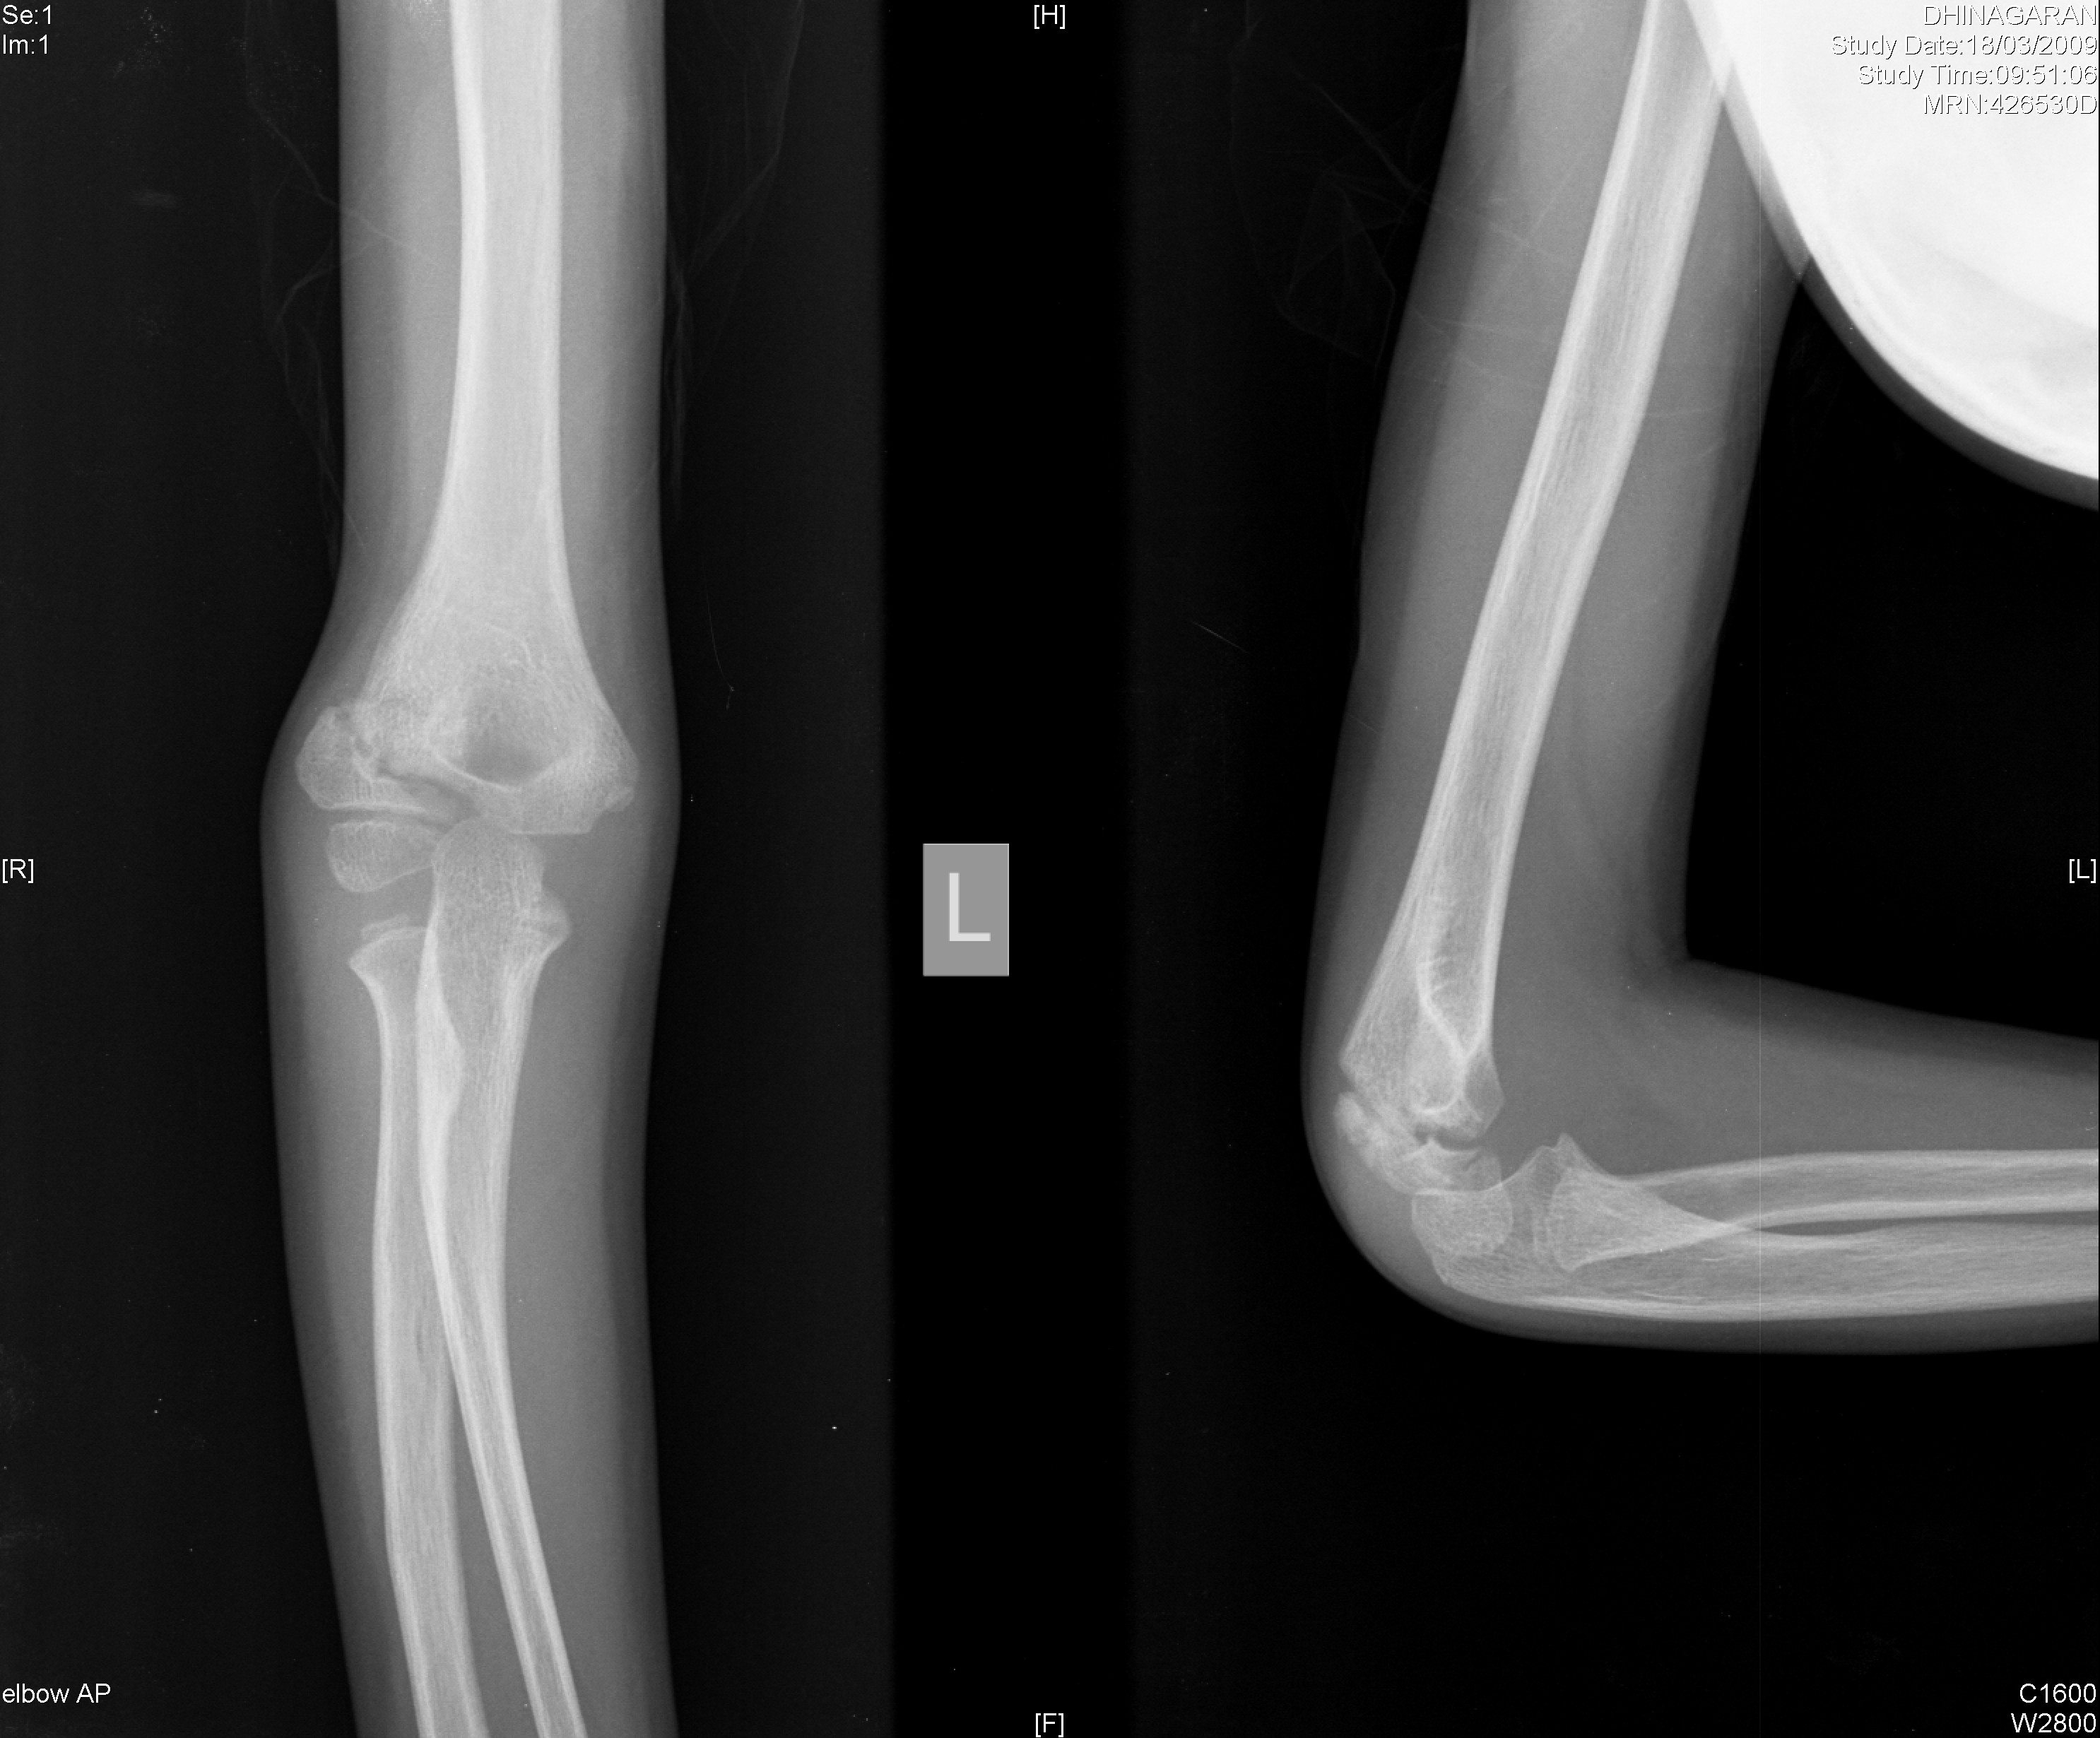 Se:1
Im:1
[H]
DHINAGARAN
Study Date:18/03/2009
Study Time:09:51:06
MRN:426530D
[R]
L
[L]
elbow AP
[F]
C1600
W2800